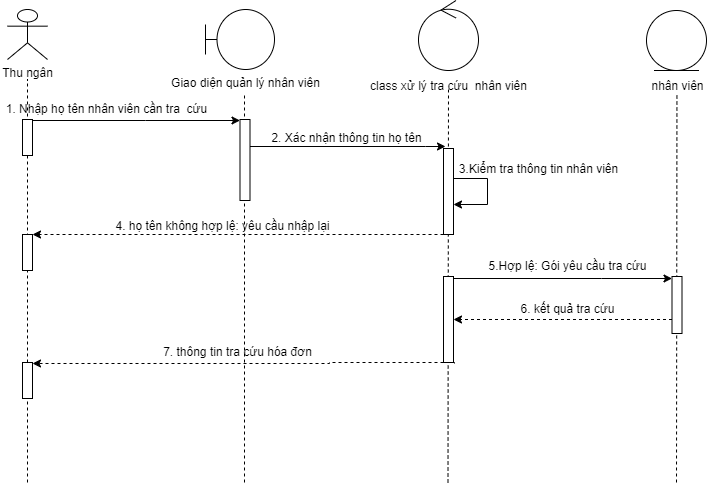 Thu ngân
Giao diện quản lý nhân viên
class xử lý tra cứu nhân viên
nhân viên
1. Nhập họ tên nhân viên cần tra cứu
2. Xác nhận thông tin họ tên
3.Kiểm tra thông tin nhân viên
4. họ tên không hợp lệ: yêu cầu nhập lại
5.Hợp lệ: Gói yêu cầu tra cứu
6. kết quả tra cứu
7. thông tin tra cứu hóa đơn